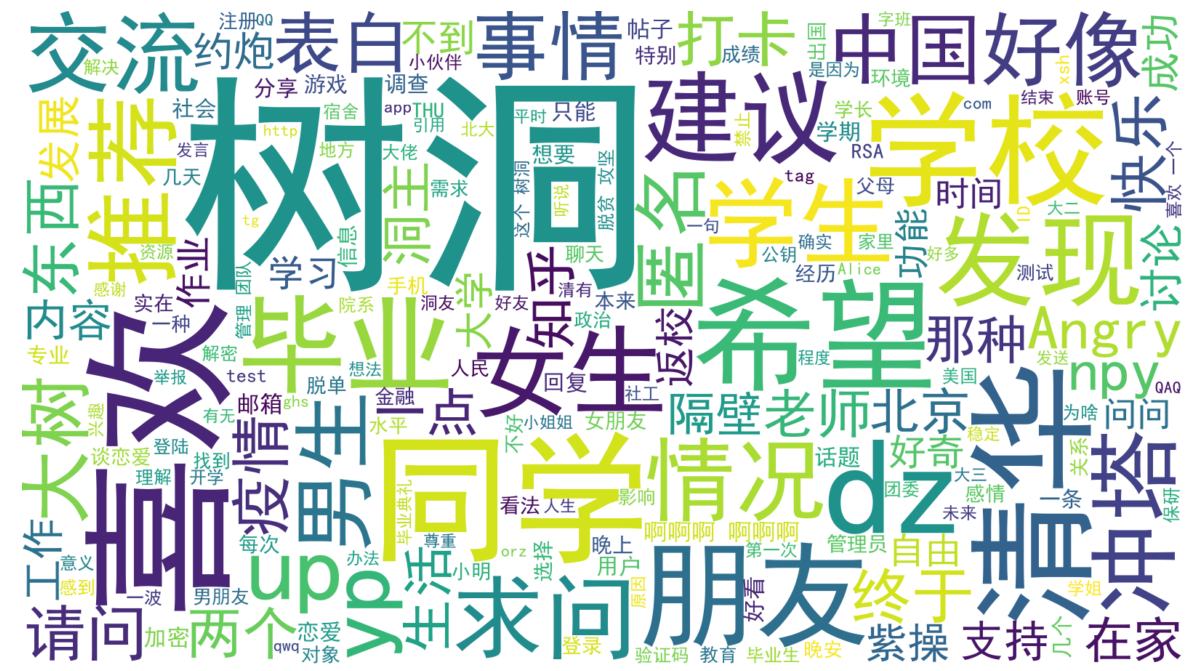 注册QQ
交流
约炮
表白
不到
事情
帖子
打卡
出国
中国
字班
好像
成功
解决
小伙伴
特别
成绩
是因为
环境
xsh
分享
游戏
调查
发展
推荐
社会
宿舍
app
THU
引用
平时
只能
建议
禁止
学长
学期
com
结束
账号
快乐
树洞
http
发言
地方
北大
大佬
想要
学校
RSA
几天
需求
这个 树洞
听说
脱贫 攻坚
tag
父母
时间
喜欢 一个
东西
洞主
匿名
学生
ID
大二
tg
信息
一句
公钥
确实
家里
功能
发现
讨论
资源
作业
学习
聊天
经历
Alice
好多
测试
感谢
管理 团队
手机
知乎
清有
本来
内容
实在
一种
院系
洞友
好友
大学
政治
返校
希望
那种
Angry
专业
解密
毕业
想法
人民
女生
程度
发送
喜欢
举报
test
脱单
金融
一点
回复
社工
美国
npy
QAQ
大树
兴趣
有无
邮箱
ghs
水平
小姐姐
女朋友
隔壁
老师
北京
清华
为啥
问问
谈恋爱
登陆
找到
疫情
男生
不好
话题
好奇
稳定
冲塔
理解
开学
同学
情况
dz
大三
关系
工作
毕业典礼
看法
人生
影响
团委
感情
一条
保研
每次
尊重
啊啊啊 啊啊啊
未来
意义
up
办法
yp
生活
orz
选择
晚上
朋友
第一次
管理员
自由
感到
一波
男朋友
小明
求问
用户
原因
好看
终于
学姐
请问
加密
两个
qwq
恋爱
对象
登录
验证码
教育
毕业生
晚安
紫操
支持
几个
在家